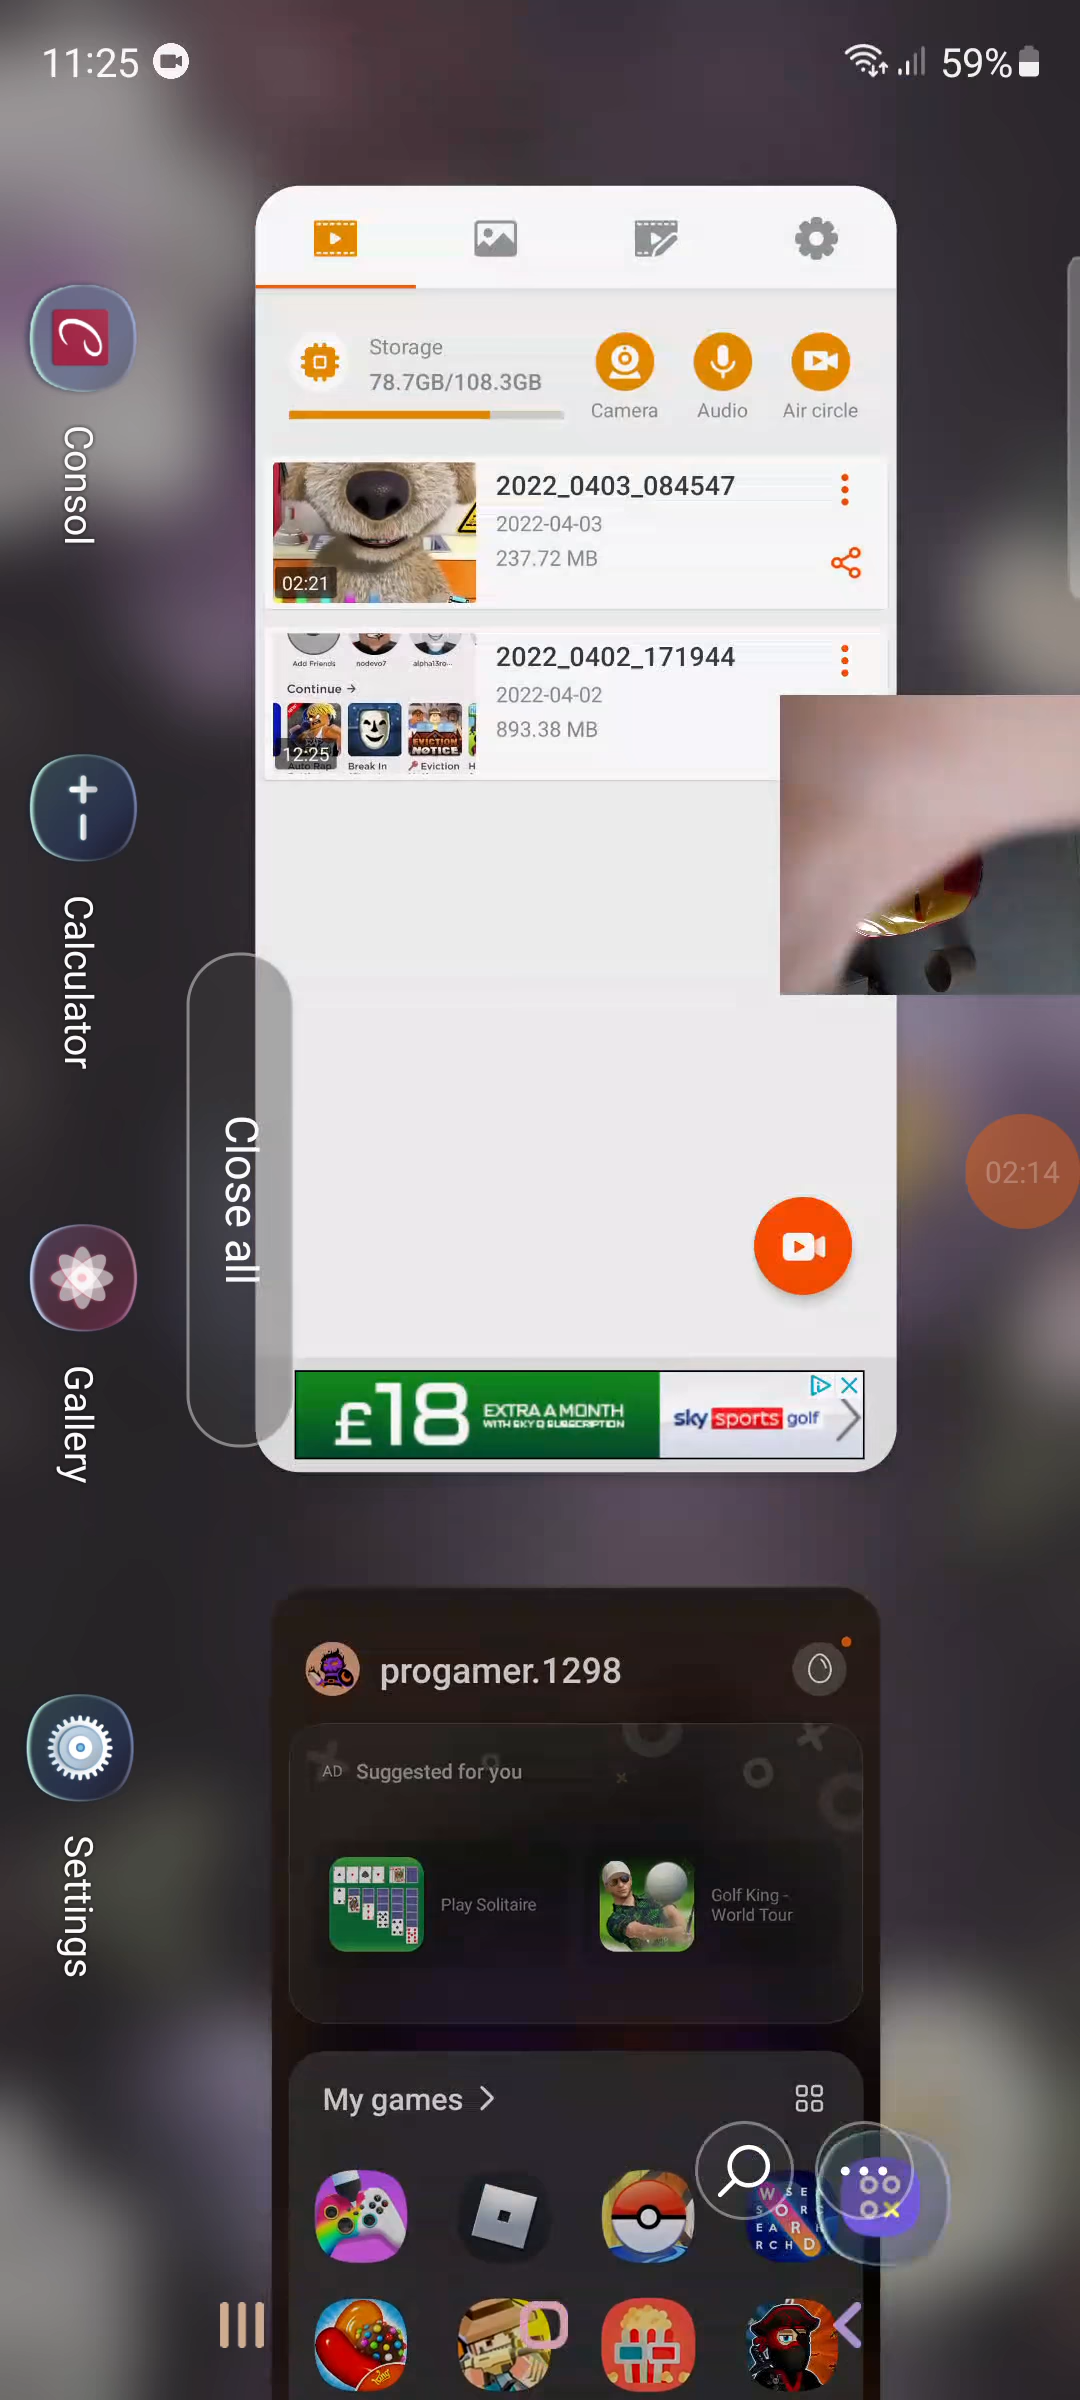 11:25
59%
Storage
78.7GB/108.3GB
Camera
Audio
Air circle
2022_0403_084547
2022-04-03
237.72 MB
02:21
2022_0402_171944
2022-04-02
893.38 MB
Add Friends
nodevo7
alpha13ro...
Continue →
EVICTION
NOTICE
12:25
Auto Rap
Break In
Eviction
H
Consol
Calculator
Gallery
Settings
Close all
02:14
£18
EXTRA A MONTH
WITH SKY Q SUBSCRIPTION
sky sports golf
progamer.1298
AD Suggested for you
Play Solitaire
Golf King -
World Tour
My games >